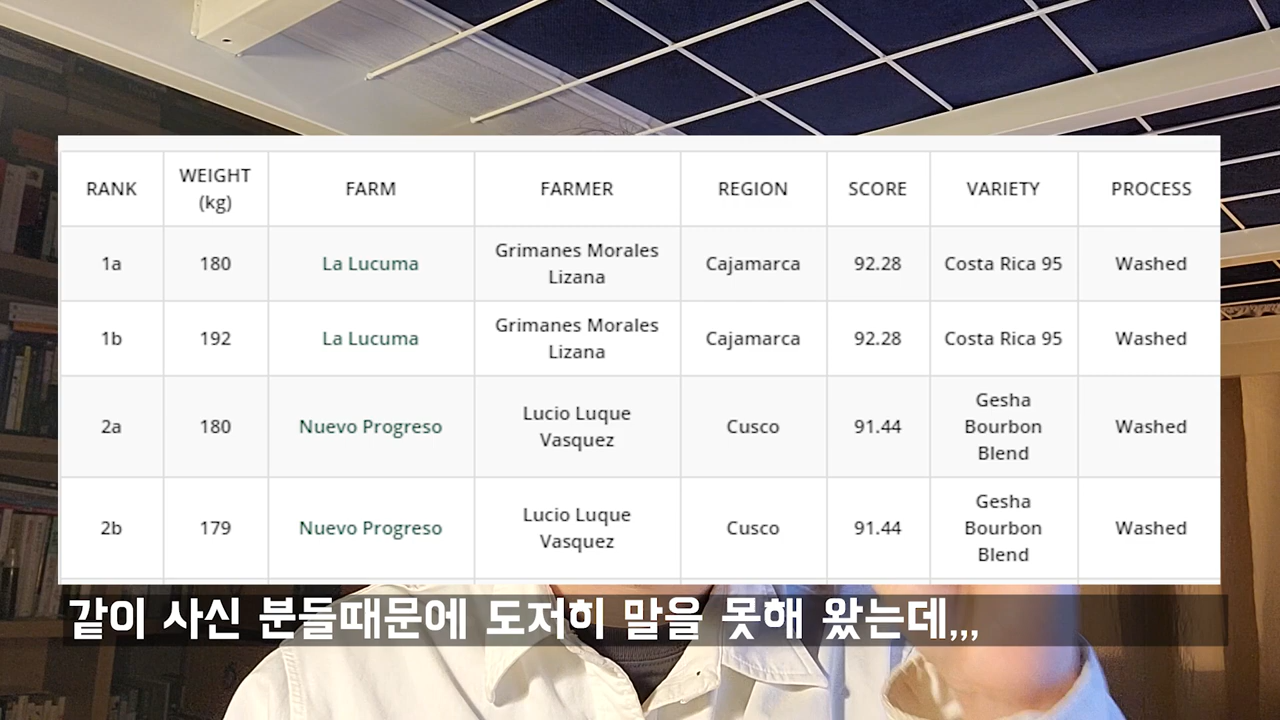 RANK WEIGHT (kg) FARM FARMER REGION SCORE VARIETY PROCESS
1a 180 La Lucuma Grimanes Morales Lizana Cajamarca 92.28 Costa Rica 95 Washed
1b 192 La Lucuma Grimanes Morales Lizana Cajamarca 92.28 Costa Rica 95 Washed
2a 180 Nuevo Progreso Lucio Luque Vasquez Cusco 91.44 Gesha Bourbon Blend Washed
2b 179 Nuevo Progreso Lucio Luque Vasquez Cusco 91.44 Gesha Bourbon Blend Washed
같이 사신 분들때문에 도저히 말을 못해 왔는데,,,